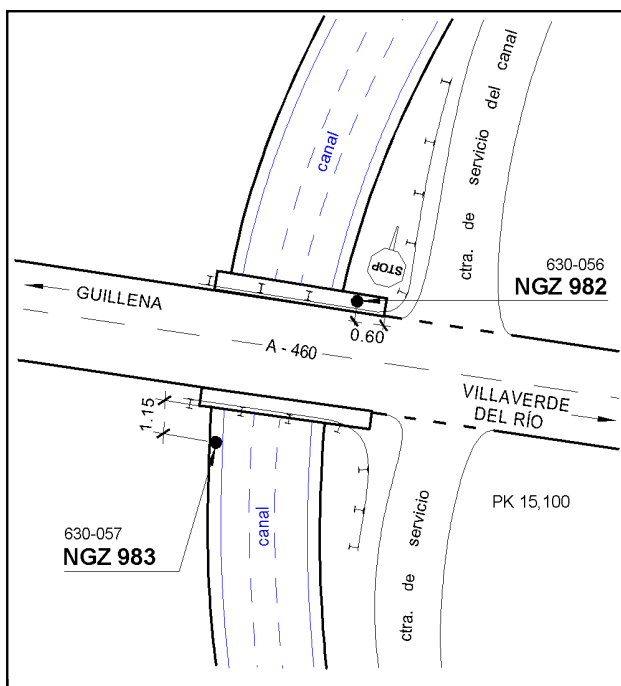 canal
ctra. de servicio del canal
STOP
630-056
NGZ 982
GUILLENA
0.60
A - 460
VILLAVERDE
DEL RÍO
1.15
PK 15,100
630-057
NGZ 983
canal
ctra. de servicio